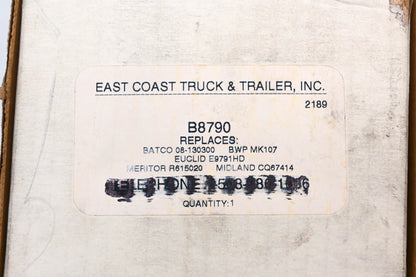 EAST COAST TRUCK & TRAILER, INC.
2189
B8790
REPLACES:
BATCO 08-130300 BWP MK107
EUCLID E9791HD
MERITOR R615020 MIDLAND CQ67414
TELEPHONE
QUANTITY:1